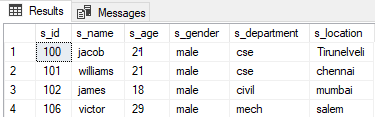 Results Messages
s_id s_name s_age s_gender s_department s_location
1 100 jacob 21 male cse Tirunelveli
2 101 williams 21 male cse chennai
3 102 james 18 male civil mumbai
4 106 victor 29 male mech salem